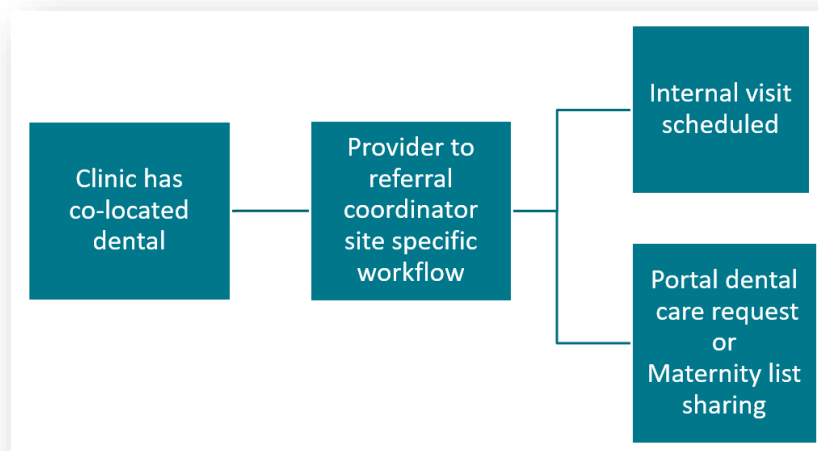 Clinic has
co-located
dental
Provider to
referral
coordinator
site specific
workflow
Internal visit
scheduled
Portal dental
care request
or
Maternity list
sharing